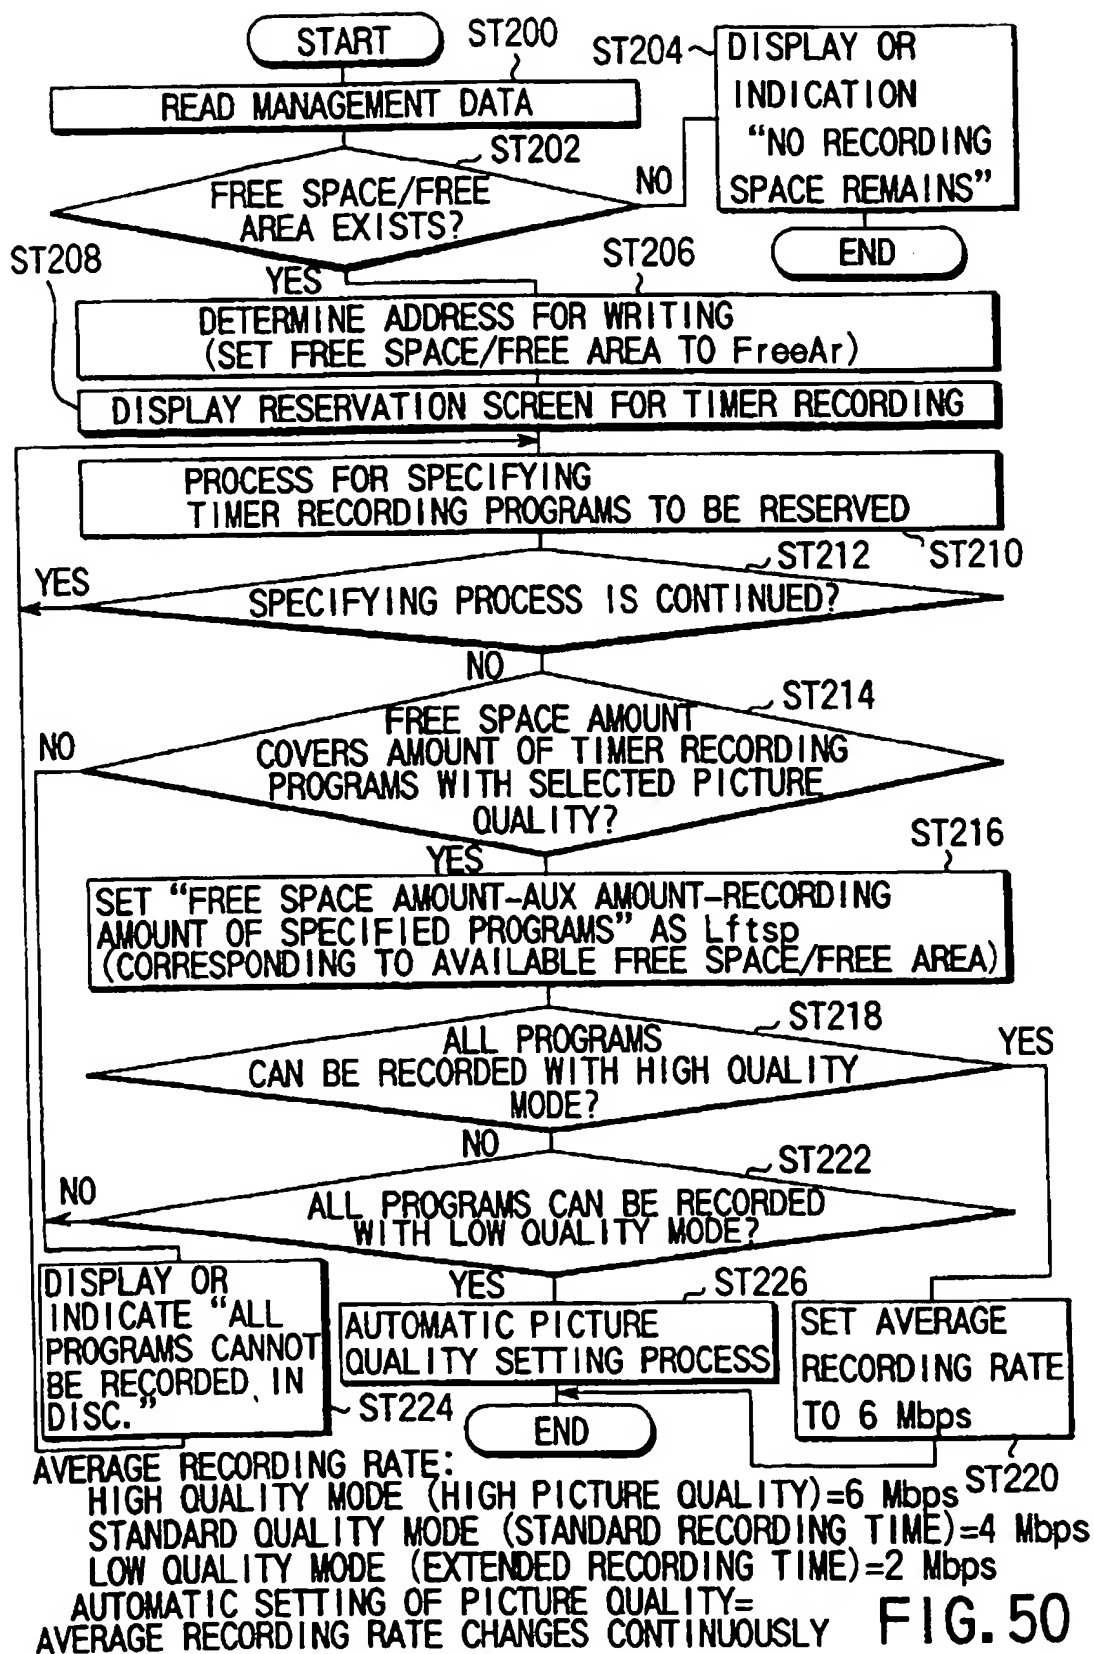 START
ST200
READ MANAGEMENT DATA
ST204
DISPLAY OR
INDICATION
“NO RECORDING
SPACE REMAINS”
END
ST202
FREE SPACE/FREE
AREA EXISTS?
NO
YES
ST206
DETERMINE ADDRESS FOR WRITING
(SET FREE SPACE/FREE AREA TO FreeAr)
ST208
DISPLAY RESERVATION SCREEN FOR TIMER RECORDING
PROCESS FOR SPECIFYING
TIMER RECORDING PROGRAMS TO BE RESERVED
ST210
ST212
YES
SPECIFYING PROCESS IS CONTINUED?
NO
ST214
NO
FREE SPACE AMOUNT
COVERS AMOUNT OF TIMER RECORDING
PROGRAMS WITH SELECTED PICTURE
QUALITY?
YES
ST216
SET “FREE SPACE AMOUNT-AUX AMOUNT-RECORDING
AMOUNT OF SPECIFIED PROGRAMS” AS Lftsp
(CORRESPONDING TO AVAILABLE FREE SPACE/FREE AREA)
ST218
YES
ALL PROGRAMS
CAN BE RECORDED WITH HIGH QUALITY
MODE?
NO
ST222
NO
ALL PROGRAMS CAN BE RECORDED
WITH LOW QUALITY MODE?
YES
DISPLAY OR
INDICATE “ALL
PROGRAMS CANNOT
BE RECORDED IN
DISC.”
ST224
ST226
AUTOMATIC PICTURE
QUALITY SETTING PROCESS
END
SET AVERAGE
RECORDING RATE
TO 6 Mbps
ST220
AVERAGE RECORDING RATE:
HIGH QUALITY MODE (HIGH PICTURE QUALITY)=6 Mbps
STANDARD QUALITY MODE (STANDARD RECORDING TIME)=4 Mbps
LOW QUALITY MODE (EXTENDED RECORDING TIME)=2 Mbps
AUTOMATIC SETTING OF PICTURE QUALITY=
AVERAGE RECORDING RATE CHANGES CONTINUOUSLY
FIG. 50